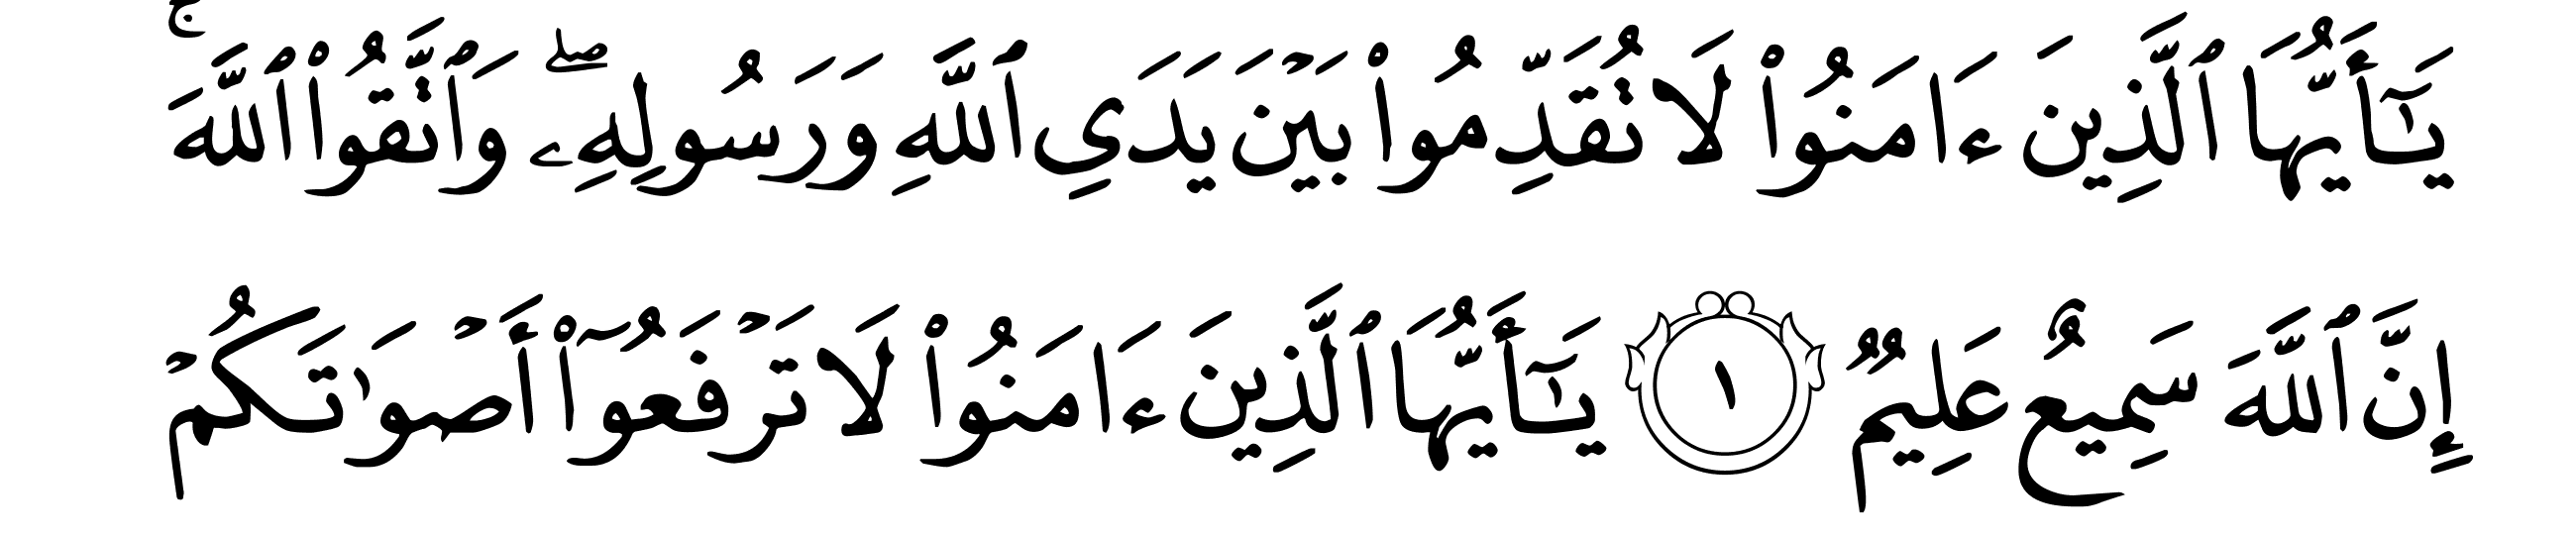 يَـٰٓأَيُّهَا ٱلَّذِينَ ءَامَنُوا۟ لَا تُقَدِّمُوا۟ بَيْنَ يَدَىِ ٱللَّهِ وَرَسُولِهِۦ ۖ وَٱتَّقُوا۟ ٱللَّهَ ۚ
إِنَّ ٱللَّهَ سَمِيعٌ عَلِيمٌ ١ يَـٰٓأَيُّهَا ٱلَّذِينَ ءَامَنُوا۟ لَا تَرْفَعُوٓا۟ أَصْوَٰتَكُمْ